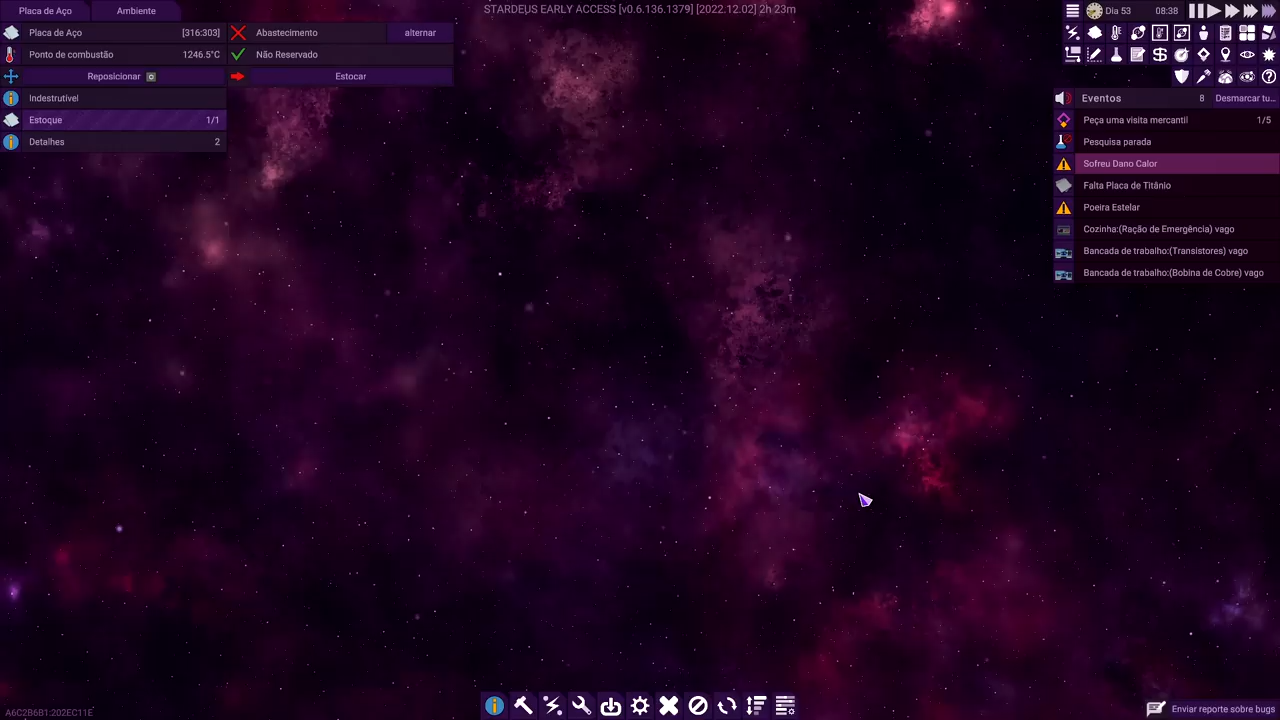 Placa de Aço
Ambiente
STARDEUS EARLY ACCESS [v0.6.136.1379] [2022.12.02] 2h 23m
Dia 53
08:38
Placa de Aço
[316:303]
Abastecimento
alternar
Ponto de combustão
1246.5°C
Não Reservado
Reposicionar
Estocar
Indestrutível
Estoque
1/1
Detalhes
2
Eventos
8
Desmarcar tu...
Peça uma visita mercantil
1/5
Pesquisa parada
Sofreu Dano Calor
Falta Placa de Titânio
Poeira Estelar
Cozinha:(Ração de Emergência) vago
Bancada de trabalho:(Transistores) vago
Bancada de trabalho:(Bobina de Cobre) vago
A6C2B6B1:202EC11E
Enviar reporte sobre bugs